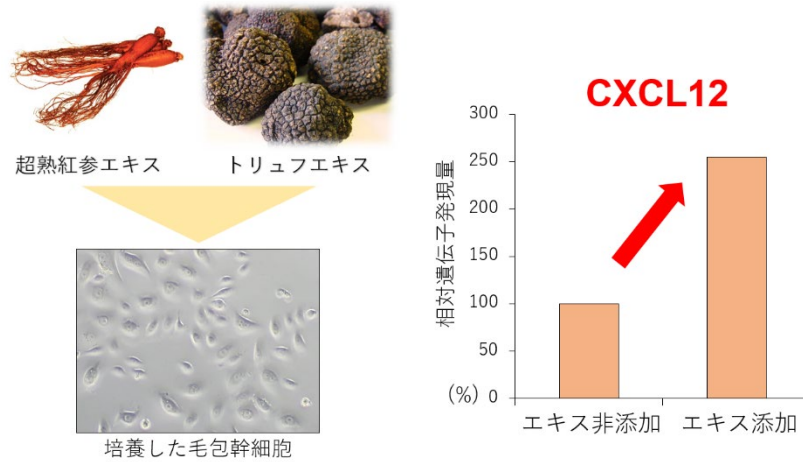 超熟紅参エキス
トリュフエキス
培養した毛包幹細胞
CXCL12
相対遺伝子発現量
300
250
200
150
100
50
(%) 0
エキス非添加
エキス添加